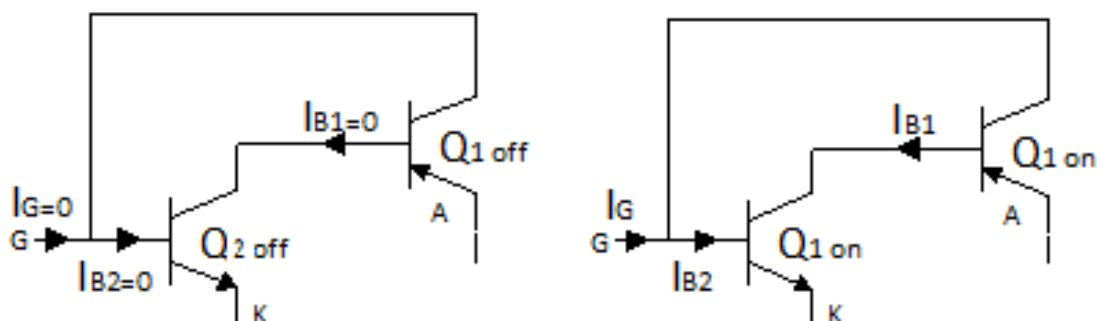 IB1=0
Q1 off
A
IG=0
G
Q2 off
IB2=0
K
IB1
Q1 on
A
IG
G
Q1 on
IB2
K